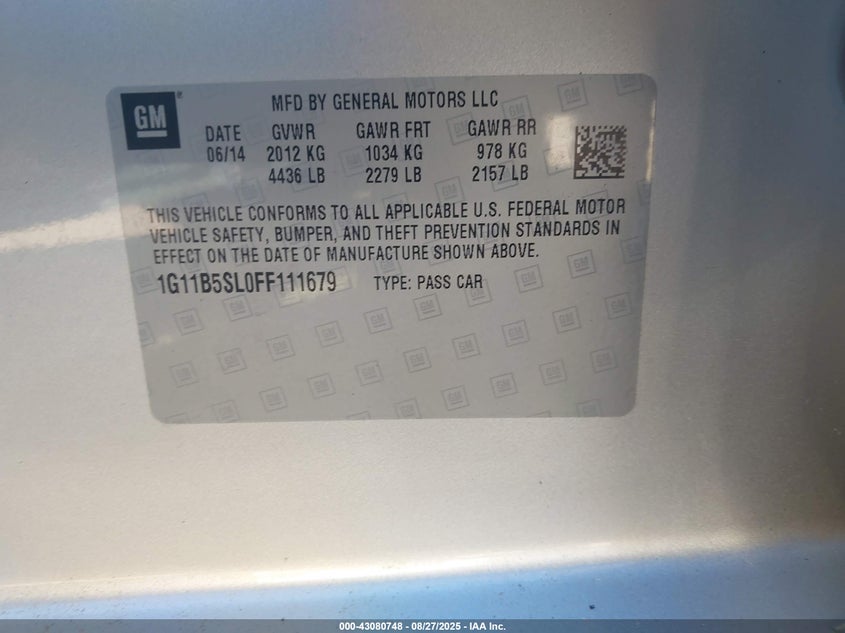 GM
MFD BY GENERAL MOTORS LLC
DATE GVWR GAWR FRT GAWR RR
06/14 2012 KG 1034 KG 978 KG
4436 LB 2279 LB 2157 LB
THIS VEHICLE CONFORMS TO ALL APPLICABLE U.S. FEDERAL MOTOR
VEHICLE SAFETY, BUMPER, AND THEFT PREVENTION STANDARDS IN
EFFECT ON THE DATE OF MANUFACTURE SHOWN ABOVE.
1G11B5SL0FF111679 TYPE: PASS CAR
000-43080748 - 08/27/2025 - IAA Inc.